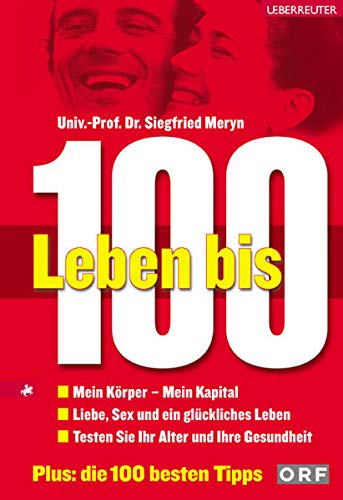 UEBERREUTER
Univ.-Prof. Dr. Siegfried Meryn
100
Leben bis
Mein Körper – Mein Kapital
Liebe, Sex und ein glückliches Leben
Testen Sie Ihr Alter und Ihre Gesundheit
Plus: die 100 besten Tipps
ORF